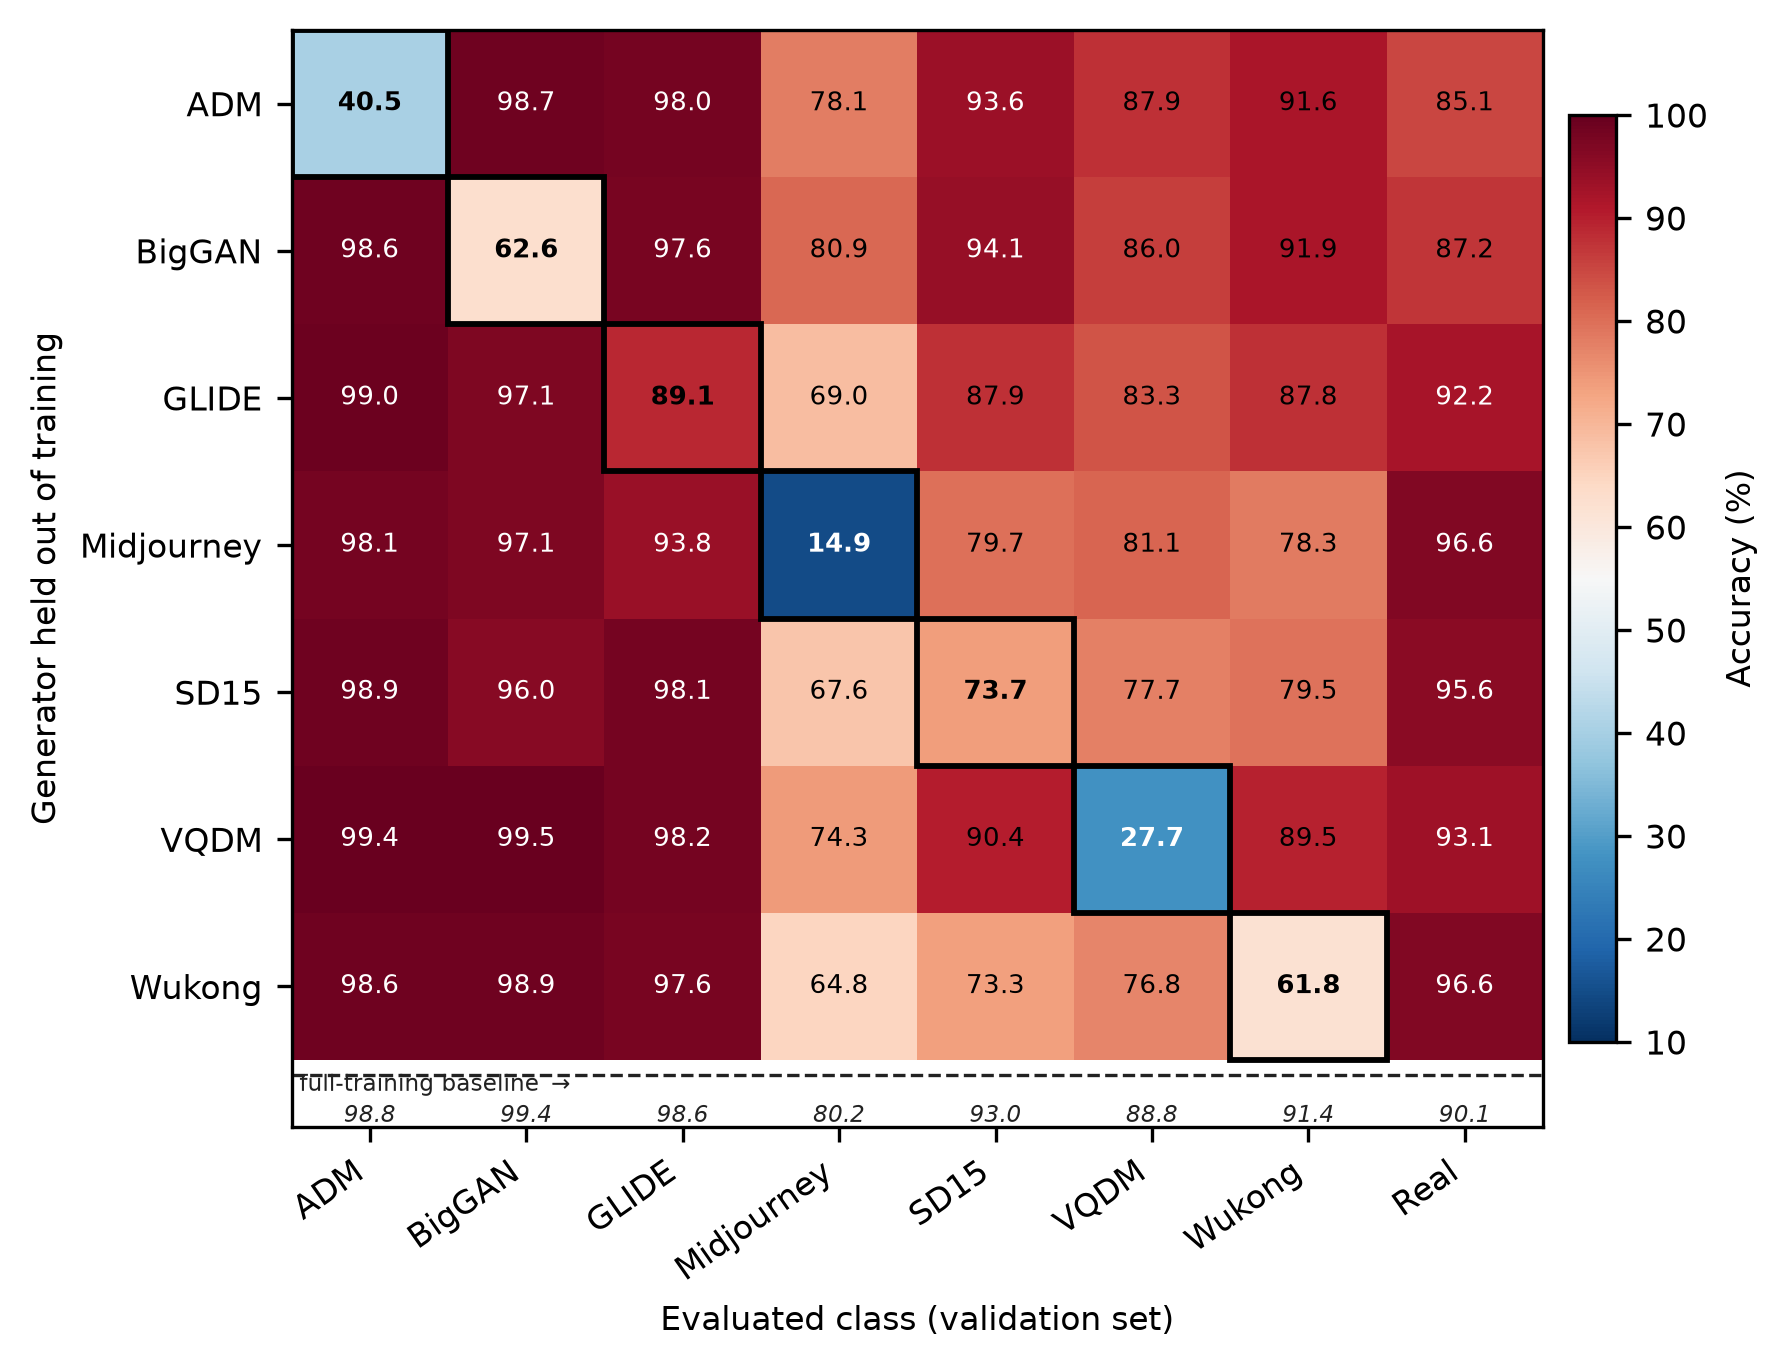 ADM 40.5 98.7 98.0 78.1 93.6 87.9 91.6 85.1
BigGAN 98.6 62.6 97.6 80.9 94.1 86.0 91.9 87.2
GLIDE 99.0 97.1 89.1 69.0 87.9 83.3 87.8 92.2
Midjourney 98.1 97.1 93.8 14.9 79.7 81.1 78.3 96.6
SD15 98.9 96.0 98.1 67.6 73.7 77.7 79.5 95.6
VQDM 99.4 99.5 98.2 74.3 90.4 27.7 89.5 93.1
Wukong 98.6 98.9 97.6 64.8 73.3 76.8 61.8 96.6
full-training baseline →
98.8 99.4 98.6 80.2 93.0 88.8 91.4 90.1
ADM BigGAN GLIDE Midjourney SD15 VQDM Wukong Real
Evaluated class (validation set)
Generator held out of training
100
90
80
70
60
50
40
30
20
10
Accuracy (%)